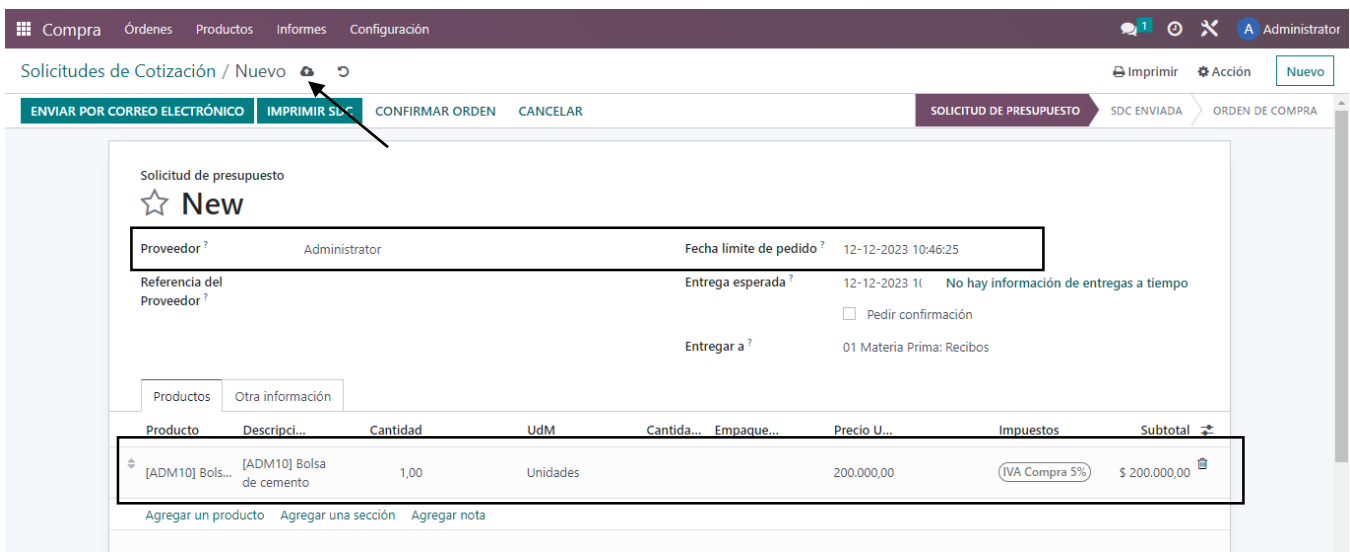 Compra Órdenes Productos Informes Configuración 1 A Administrator
Solicitudes de Cotización / Nuevo Imprimir Acción Nuevo
ENVIAR POR CORREO ELECTRÓNICO IMPRIMIR SDC CONFIRMAR ORDEN CANCELAR SOLICITUD DE PRESUPUESTO SDC ENVIADA ORDEN DE COMPRA
Solicitud de presupuesto
New
Proveedor ? Administrator Fecha límite de pedido ? 12-12-2023 10:46:25
Referencia del Proveedor ? Entrega esperada ? 12-12-2023 1( No hay información de entregas a tiempo
Pedir confirmación
Entregar a ? 01 Materia Prima: Recibos
Productos Otra información
Producto Descripci... Cantidad UdM Cantida... Empaque... Precio U... Impuestos Subtotal
[ADM10] Bols... [ADM10] Bolsa de cemento 1,00 Unidades 200.000,00 IVA Compra 5% $ 200.000,00
Agregar un producto Agregar una sección Agregar nota